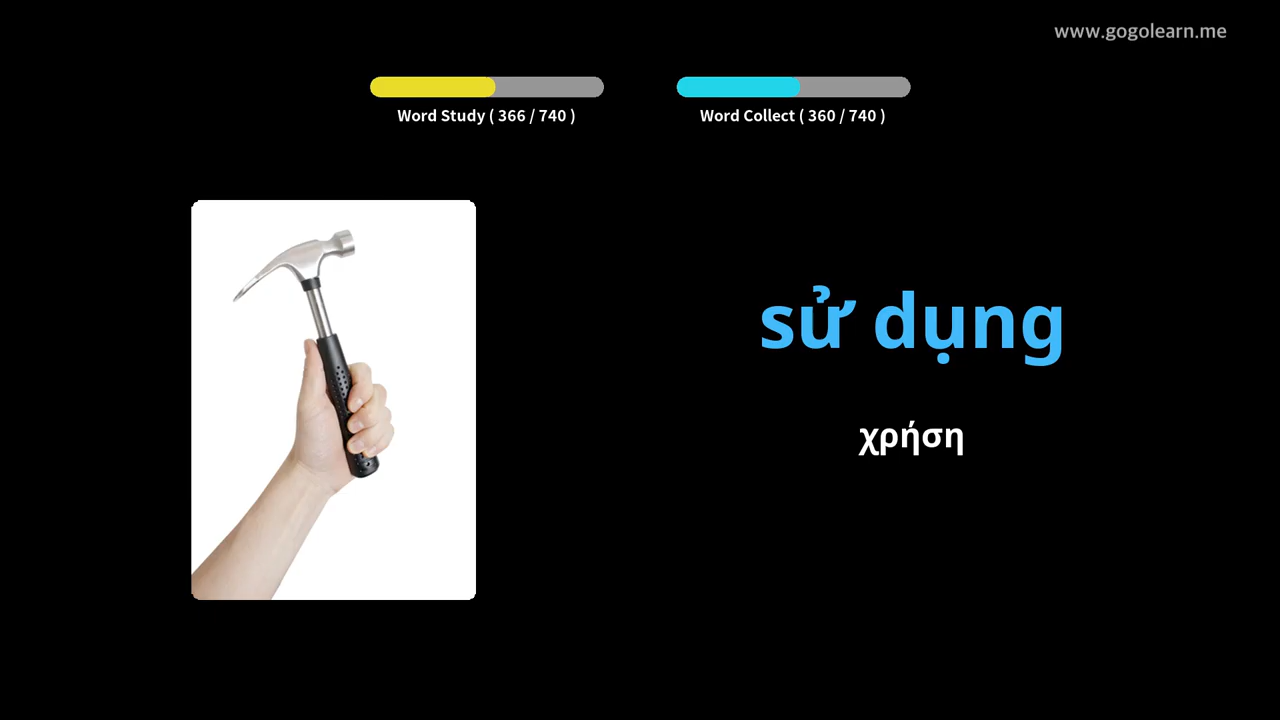 www.gogolearn.me
Word Study ( 366 / 740 )
Word Collect ( 360 / 740 )
sử dụng
χρήση